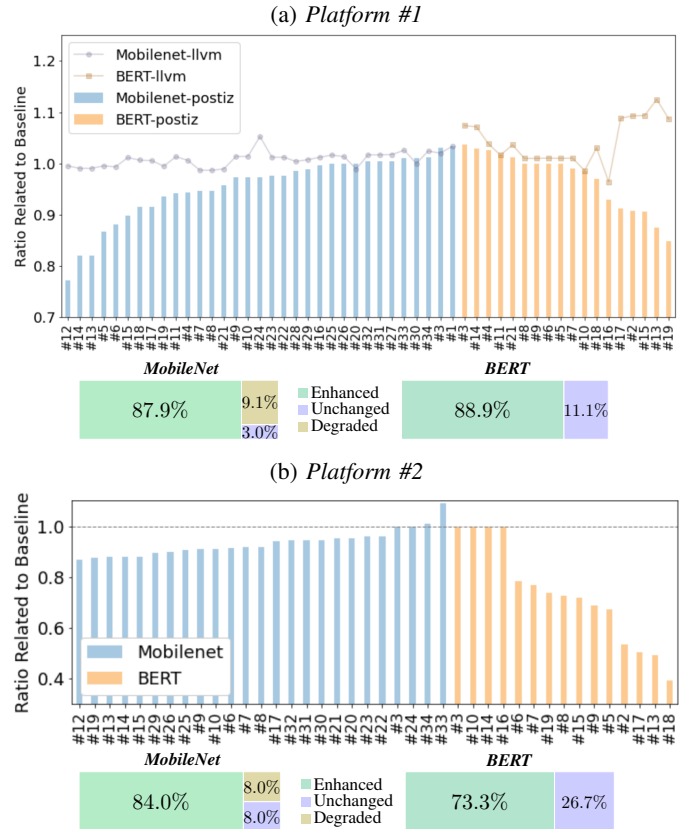 (a) Platform #1
Ratio Related to Baseline
1.2
1.1
1.0
0.9
0.8
0.7
Mobilenet-llvm
BERT-llvm
Mobilenet-postiz
BERT-postiz
#12 #14 #13 #5 #6 #15 #18 #17 #19 #11 #4 #7 #8 #21 #9 #10 #24 #23 #22 #28 #29 #16 #25 #26 #20 #32 #31 #27 #33 #30 #34 #3 #1 #3 #14 #4 #11 #21 #8 #9 #6 #5 #7 #10 #18 #16 #17 #2 #15 #13 #19
MobileNet BERT
87.9% 9.1% 3.0%
Enhanced
Unchanged
Degraded
88.9% 11.1%
(b) Platform #2
Ratio Related to Baseline
1.0
0.8
0.6
0.4
Mobilenet
BERT
#12 #19 #13 #14 #15 #29 #26 #25 #9 #10 #6 #7 #8 #17 #32 #31 #30 #21 #20 #23 #22 #3 #24 #34 #33 #3 #10 #14 #16 #6 #7 #19 #8 #15 #9 #5 #2 #17 #13 #18
MobileNet BERT
84.0% 8.0% 8.0%
Enhanced
Unchanged
Degraded
73.3% 26.7%